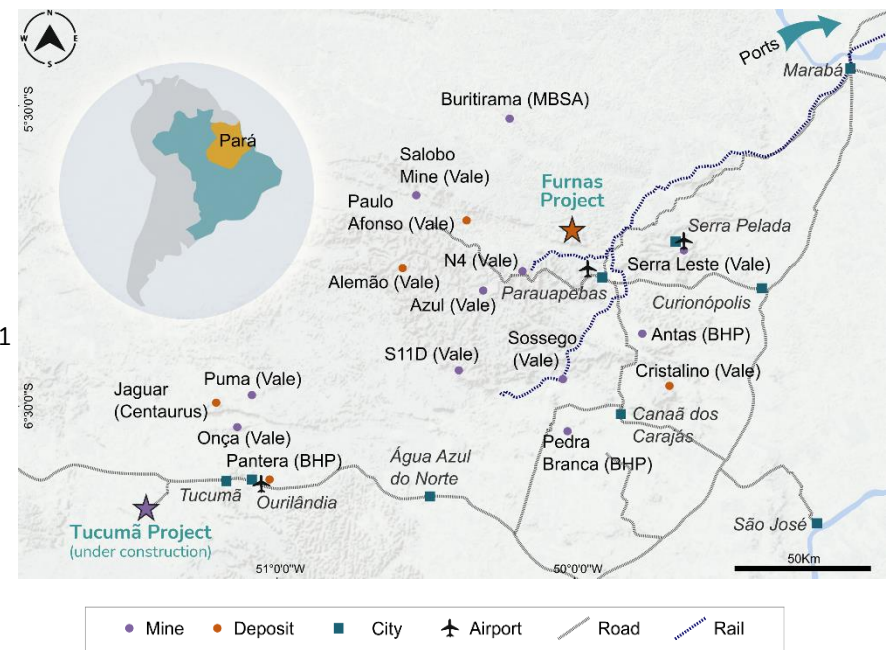 N
W
E
S
Ports
Marabá
Pará
Buritirama (MBSA)
5°30'0"S
Salobo
Mine (Vale)
Furnas
Project
Paulo
Afonso (Vale)
Serra Pelada
N4 (Vale)
Serra Leste (Vale)
Alemão (Vale)
Parauapebas
Azul (Vale)
Curionópolis
1
Sossego
(Vale)
Antas (BHP)
S11D (Vale)
Cristalino (Vale)
Puma (Vale)
Jaguar
(Centaurus)
6°30'0"S
Canaã dos
Carajás
Onça (Vale)
Pedra
Branca (BHP)
Pantera (BHP)
Água Azul
do Norte
Tucumã
Ourilândia
São José
Tucumã Project
(under construction)
51°0'0"W
50°0'0"W
50Km
Mine
Deposit
City
Airport
Road
Rail